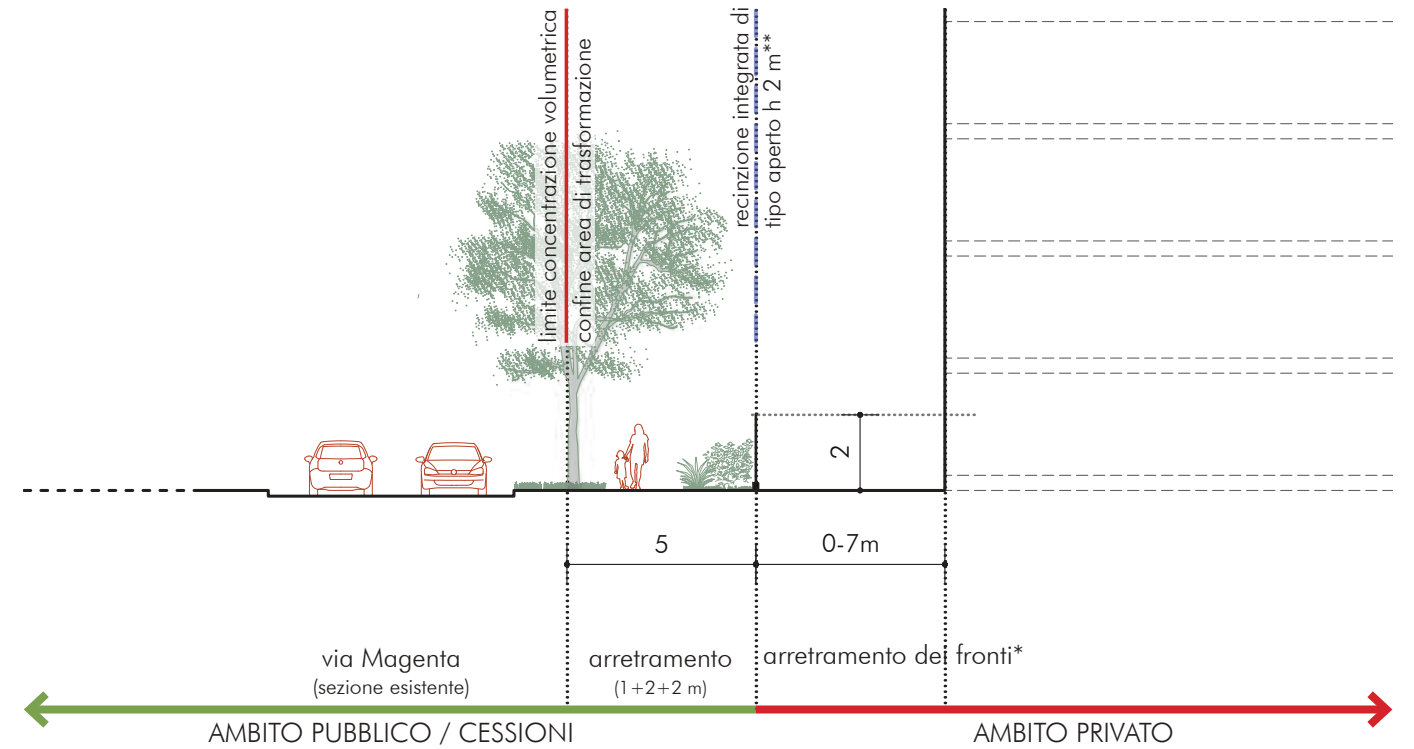 limite concentrazione volumetrica
confine area di trasformazione
recinzione integrata di
tipo aperto h 2 m**
2
5
0-7m
via Magenta
(sezione esistente)
arretramento
(1+2+2 m)
arretramento dei fronti*
AMBITO PUBBLICO / CESSIONI
AMBITO PRIVATO